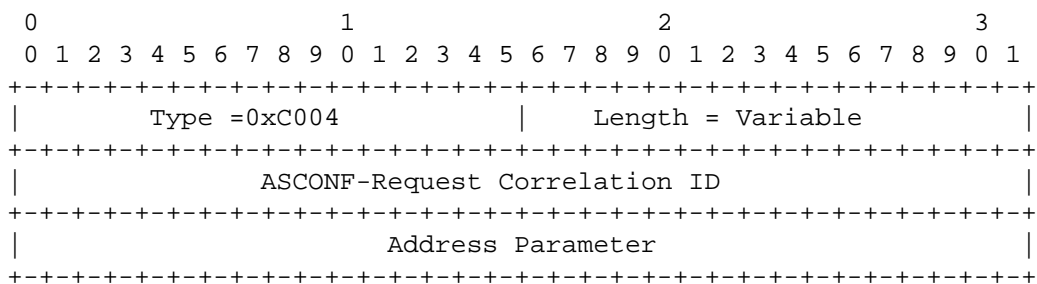 0                   1                   2                   3
 0 1 2 3 4 5 6 7 8 9 0 1 2 3 4 5 6 7 8 9 0 1 2 3 4 5 6 7 8 9 0 1
+-+-+-+-+-+-+-+-+-+-+-+-+-+-+-+-+-+-+-+-+-+-+-+-+-+-+-+-+-+-+-+-+
|        Type =0xC004           |    Length = Variable          |
+-+-+-+-+-+-+-+-+-+-+-+-+-+-+-+-+-+-+-+-+-+-+-+-+-+-+-+-+-+-+-+-+
|               ASCONF-Request Correlation ID                   |
+-+-+-+-+-+-+-+-+-+-+-+-+-+-+-+-+-+-+-+-+-+-+-+-+-+-+-+-+-+-+-+-+
|                       Address Parameter                       |
+-+-+-+-+-+-+-+-+-+-+-+-+-+-+-+-+-+-+-+-+-+-+-+-+-+-+-+-+-+-+-+-+